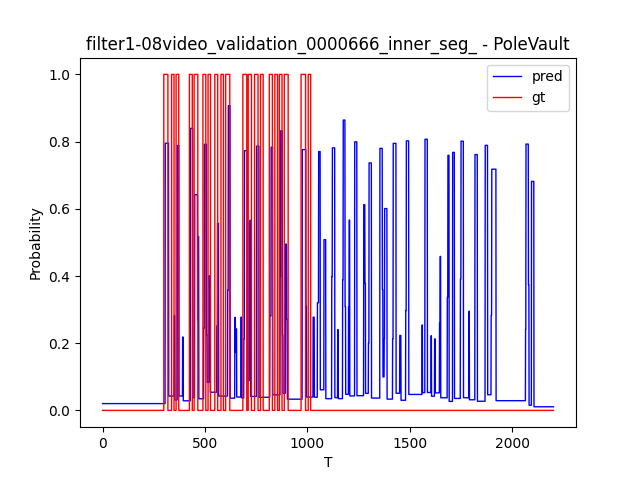 filter1-08video_validation_0000666_inner_seg_ - PoleVault
pred
gt
1.0
0.8
0.6
0.4
0.2
0.0
Probability
0
500
1000
1500
2000
T